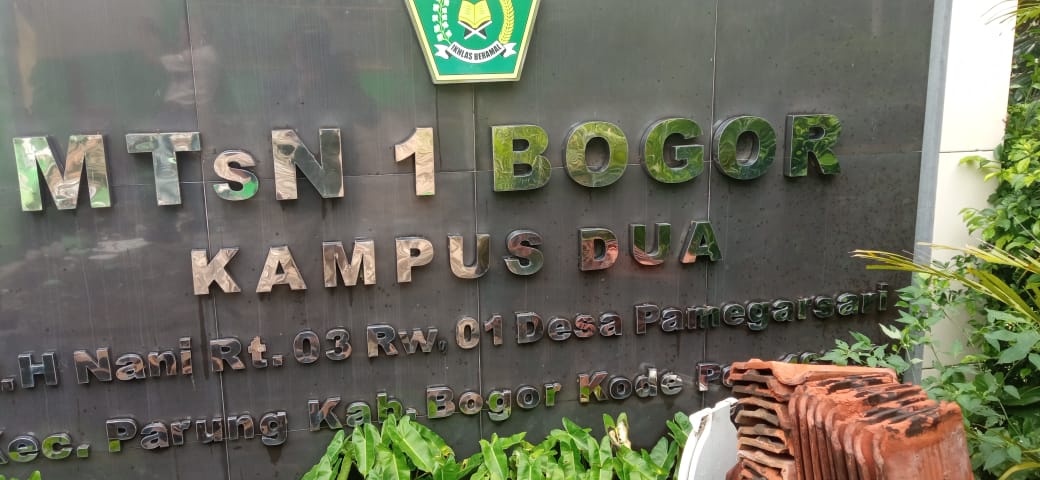 IKHLAS BERAMAL
MTsN 1 BOGOR
KAMPUS DUA
.H Nani Rt.03 Rw.01 Desa Pamegarsari
Kec. Parung Kab.Bogor Kode